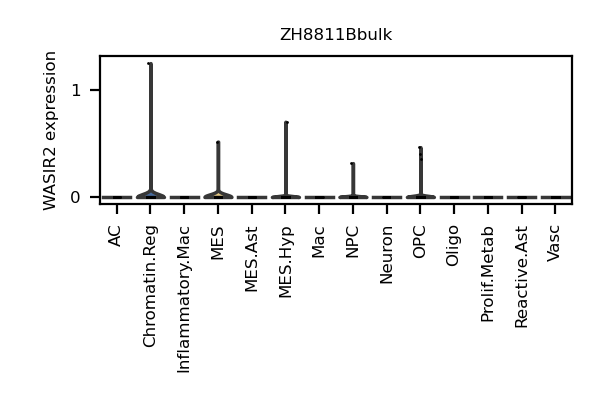 ZH8811Bbulk
WASIR2 expression
1
0
AC
Chromatin.Reg
Inflammatory.Mac
MES
MES.Ast
MES.Hyp
Mac
NPC
Neuron
OPC
Oligo
Prolif.Metab
Reactive.Ast
Vasc